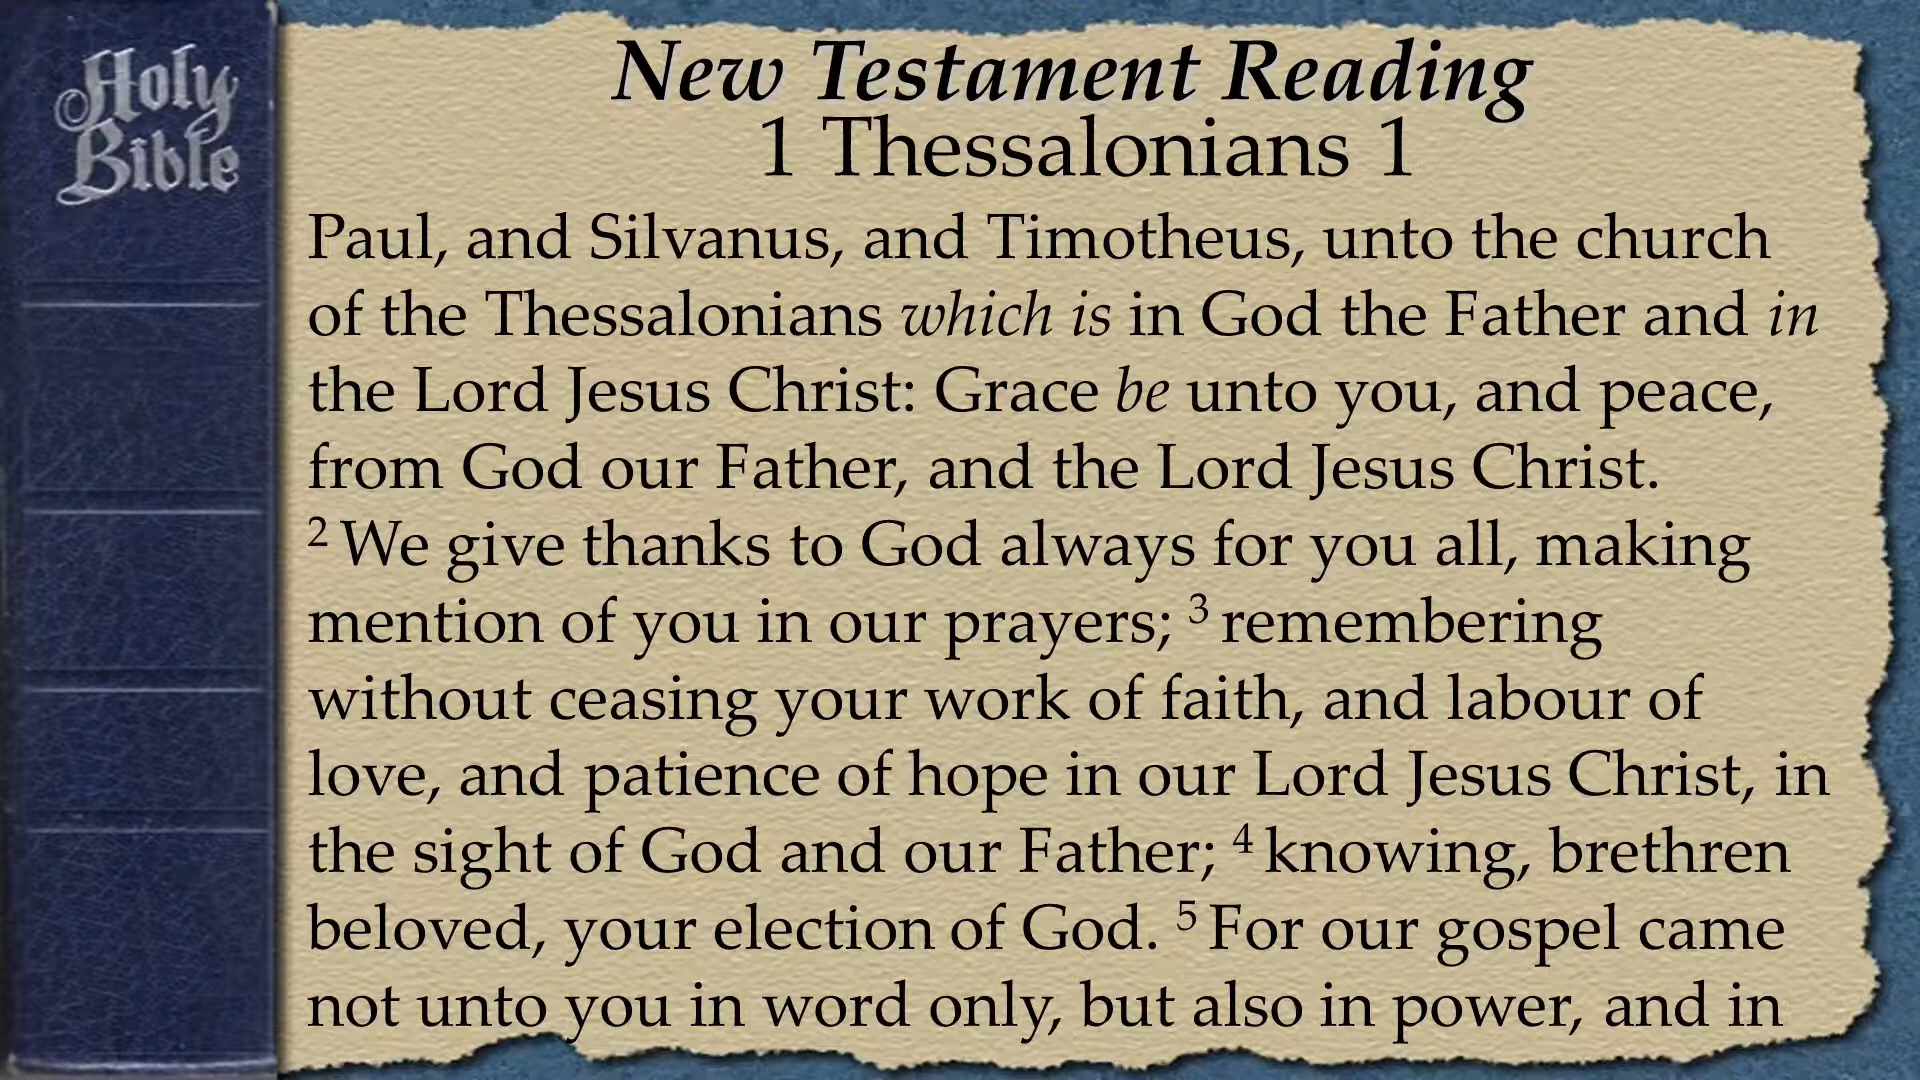 Holy
Bible
New Testament Reading
1 Thessalonians 1
Paul, and Silvanus, and Timotheus, unto the church
of the Thessalonians which is in God the Father and in
the Lord Jesus Christ: Grace be unto you, and peace,
from God our Father, and the Lord Jesus Christ.
2 We give thanks to God always for you all, making
mention of you in our prayers; 3 remembering
without ceasing your work of faith, and labour of
love, and patience of hope in our Lord Jesus Christ, in
the sight of God and our Father; 4 knowing, brethren
beloved, your election of God. 5 For our gospel came
not unto you in word only, but also in power, and in